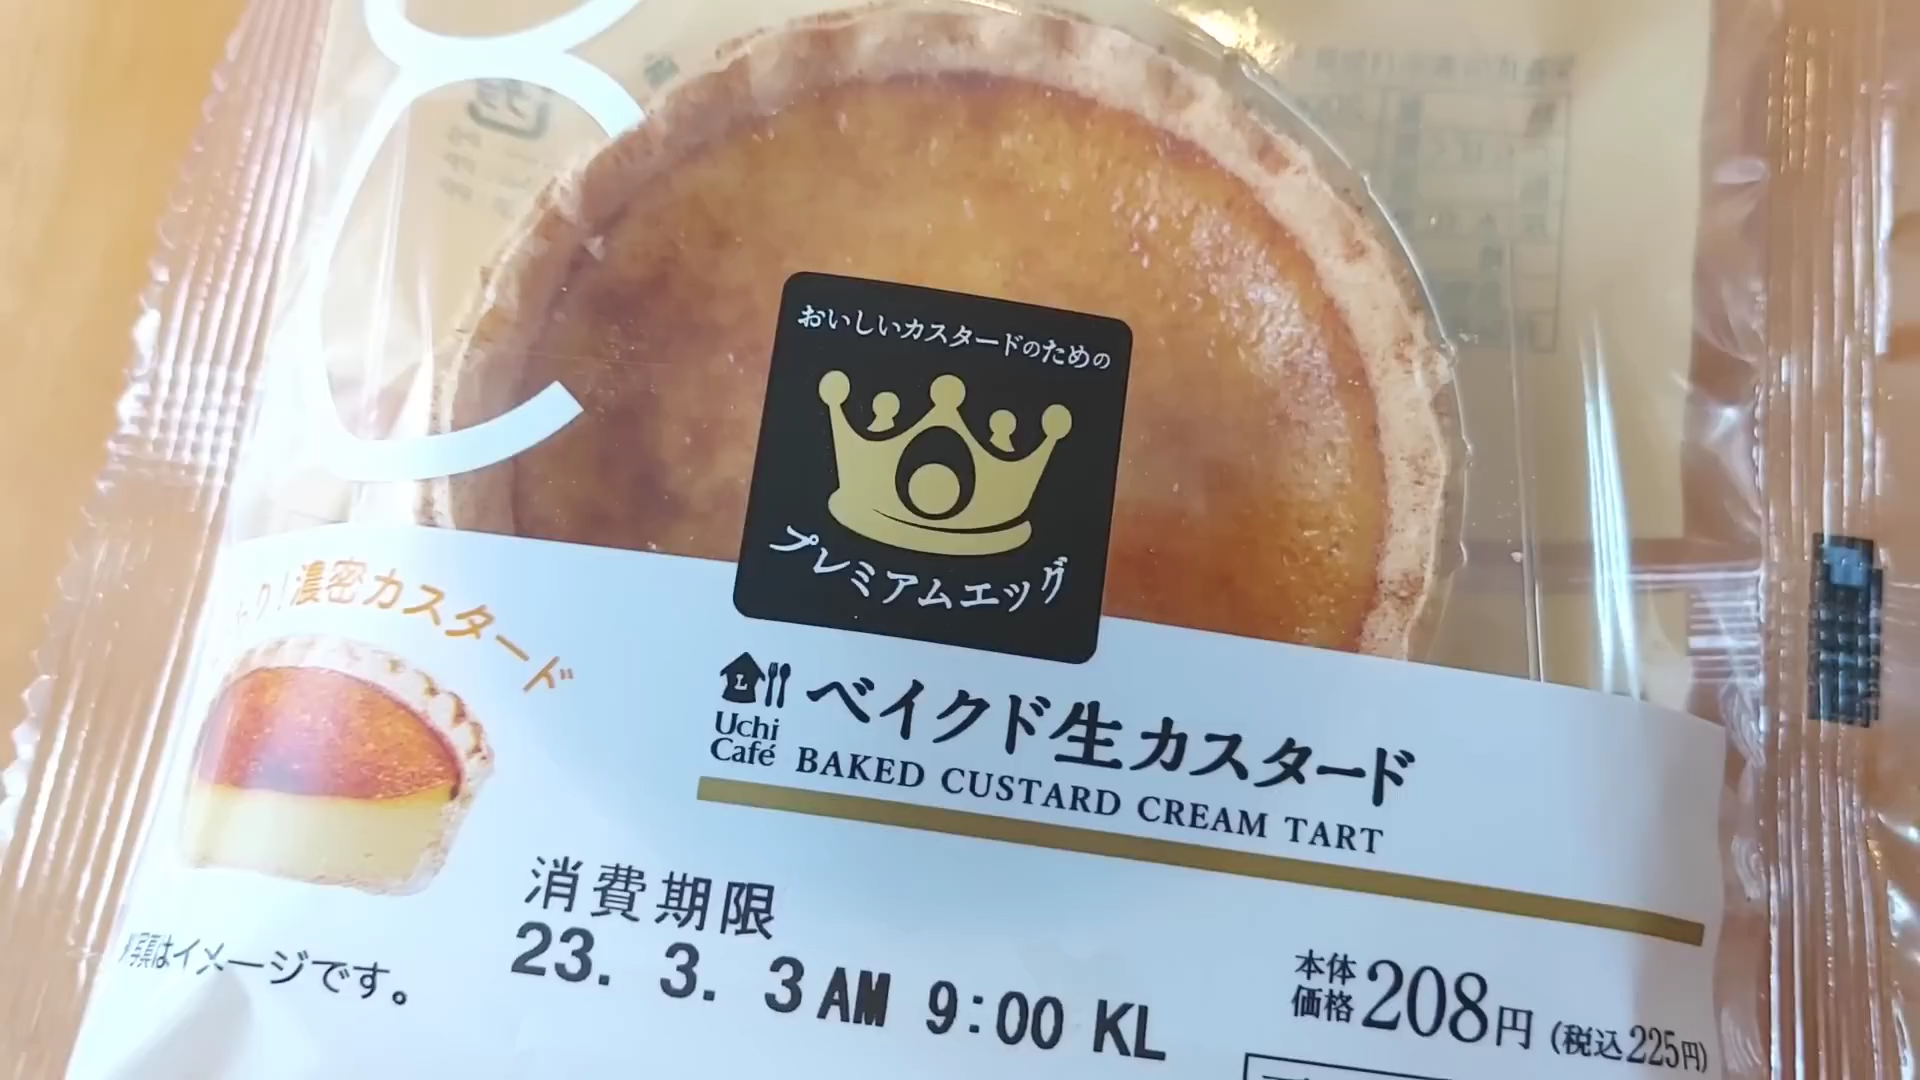 おいしいカスタードのための
プレミアムエッグ
濃密カスタード
Uchi
Café
ベイクド生カスタード
BAKED CUSTARD CREAM TART
消費期限
23. 3. 3 AM 9:00 KL
写真はイメージです。
本体
価格 208円 (税込225円)